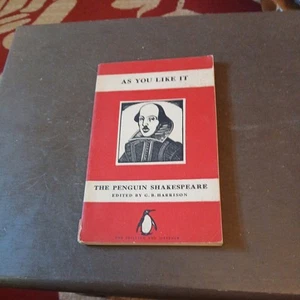 AS YOU LIKE IT
THE PENGUIN SHAKESPEARE
EDITED BY G. B. HARRISON